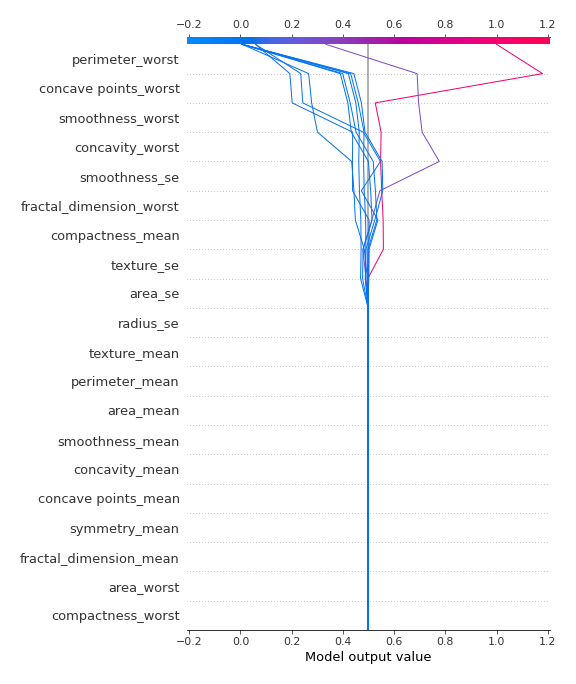 −0.2 0.0 0.2 0.4 0.6 0.8 1.0 1.2
perimeter_worst
concave points_worst
smoothness_worst
concavity_worst
smoothness_se
fractal_dimension_worst
compactness_mean
texture_se
area_se
radius_se
texture_mean
perimeter_mean
area_mean
smoothness_mean
concavity_mean
concave points_mean
symmetry_mean
fractal_dimension_mean
area_worst
compactness_worst
−0.2 0.0 0.2 0.4 0.6 0.8 1.0 1.2
Model output value